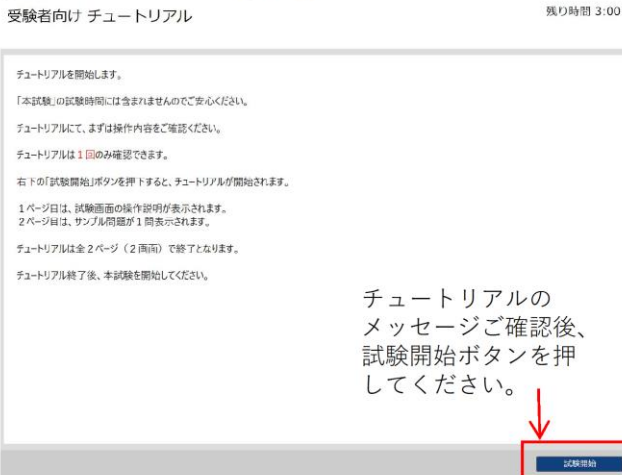 受験者向け チュートリアル
残り時間 3:00
チュートリアルを開始します。
「本試験」の試験時間には含まれませんのでご安心ください。
チュートリアルにて、まずは操作内容をご確認ください。
チュートリアルは1回のみ確認できます。
右下の「試験開始」ボタンを押下すると、チュートリアルが開始されます。
1ページ目は、試験画面の操作説明が表示されます。
2ページ目は、サンプル問題が1問表示されます。
チュートリアルは全2ページ（2画面）で終了となります。
チュートリアル終了後、本試験を開始してください。
チュートリアルの
メッセージご確認後、
試験開始ボタンを押
してください。
試験開始